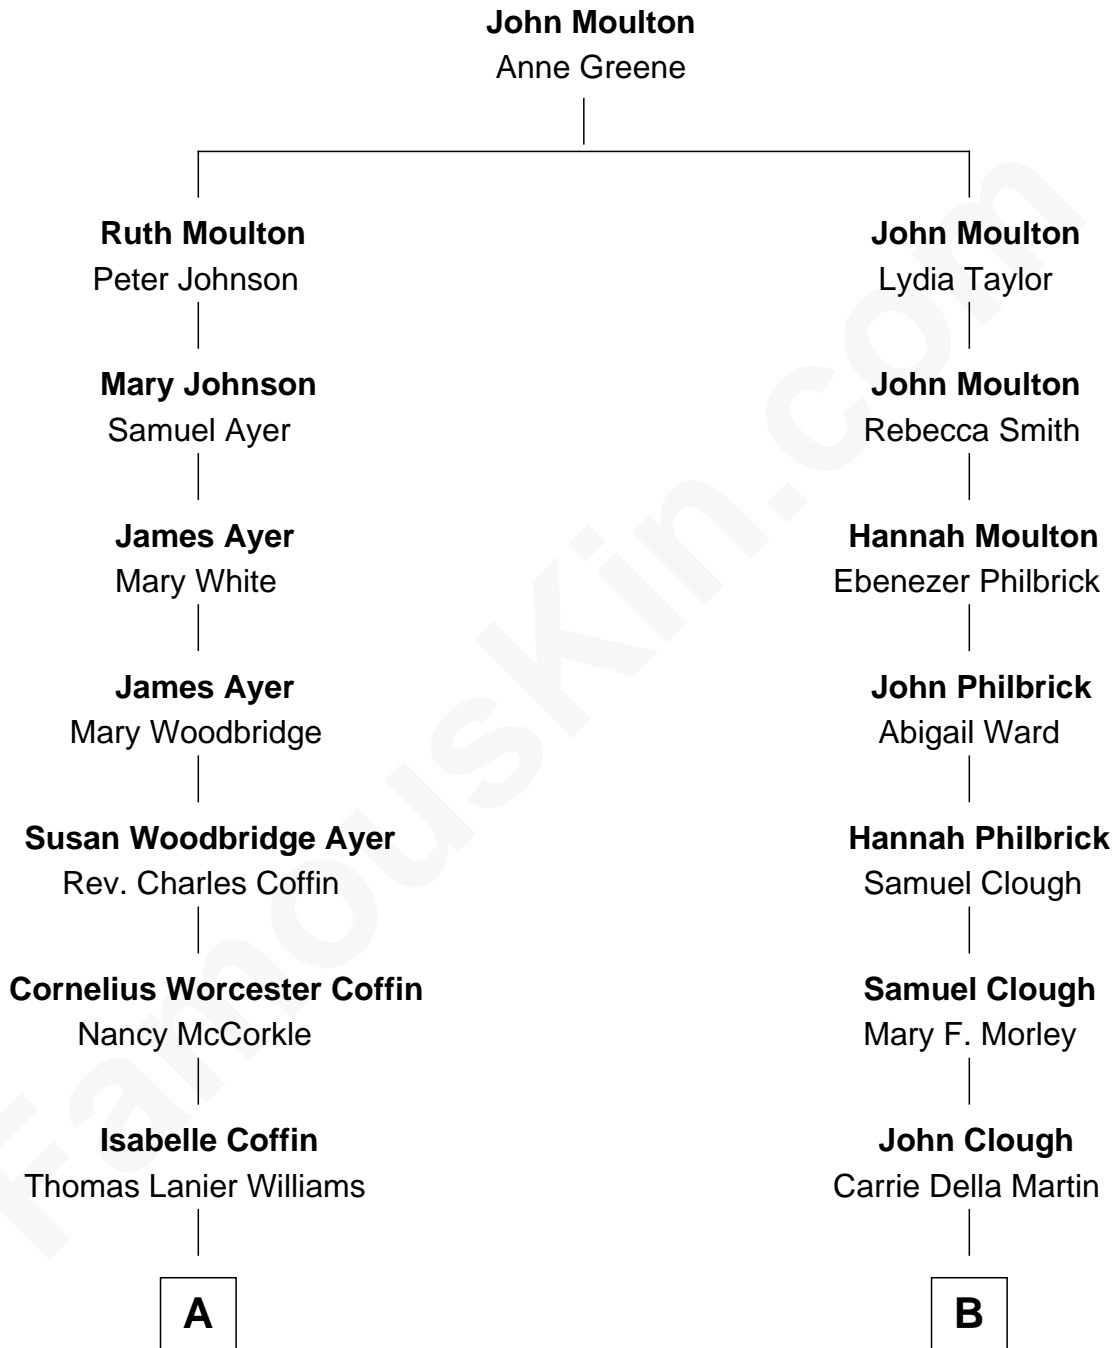 John Moulton
Anne Greene
Ruth Moulton
Peter Johnson
Mary Johnson
Samuel Ayer
James Ayer
Mary White
James Ayer
Mary Woodbridge
Susan Woodbridge Ayer
Rev. Charles Coffin
Cornelius Worcester Coffin
Nancy McCorkle
Isabelle Coffin
Thomas Lanier Williams
A
John Moulton
Lydia Taylor
John Moulton
Rebecca Smith
Hannah Moulton
Ebenezer Philbrick
John Philbrick
Abigail Ward
Hannah Philbrick
Samuel Clough
Samuel Clough
Mary F. Morley
John Clough
Carrie Della Martin
B
FamousKin.com